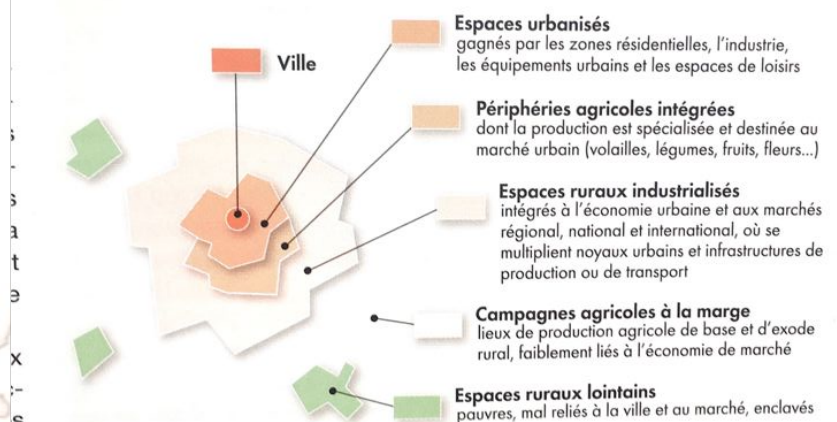 Ville
Espaces urbanisés
gagnés par les zones résidentielles, l'industrie,
les équipements urbains et les espaces de loisirs
Périphéries agricoles intégrées
dont la production est spécialisée et destinée au
marché urbain (volailles, légumes, fruits, fleurs...)
Espaces ruraux industrialisés
intégrés à l'économie urbaine et aux marchés
régional, national et international, où se
multiplient noyaux urbains et infrastructures de
production ou de transport
Campagnes agricoles à la marge
lieux de production agricole de base et d'exode
rural, faiblement liés à l'économie de marché
Espaces ruraux lointains
pauvres, mal reliés à la ville et au marché, enclavés